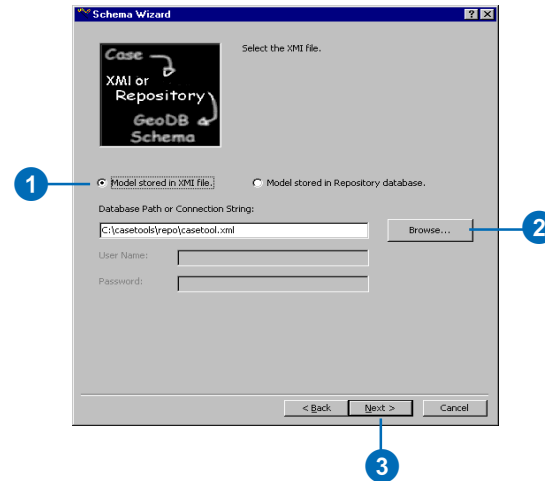 Schema Wizard
Case
XMI or
Repository
GeoDB
Schema
Select the XMI file.
1
Model stored in XMI file.
Model stored in Repository database.
Database Path or Connection String:
C:\casetools\repo\casetool.xml
Browse...
2
User Name:
Password:
< Back
Next >
Cancel
3